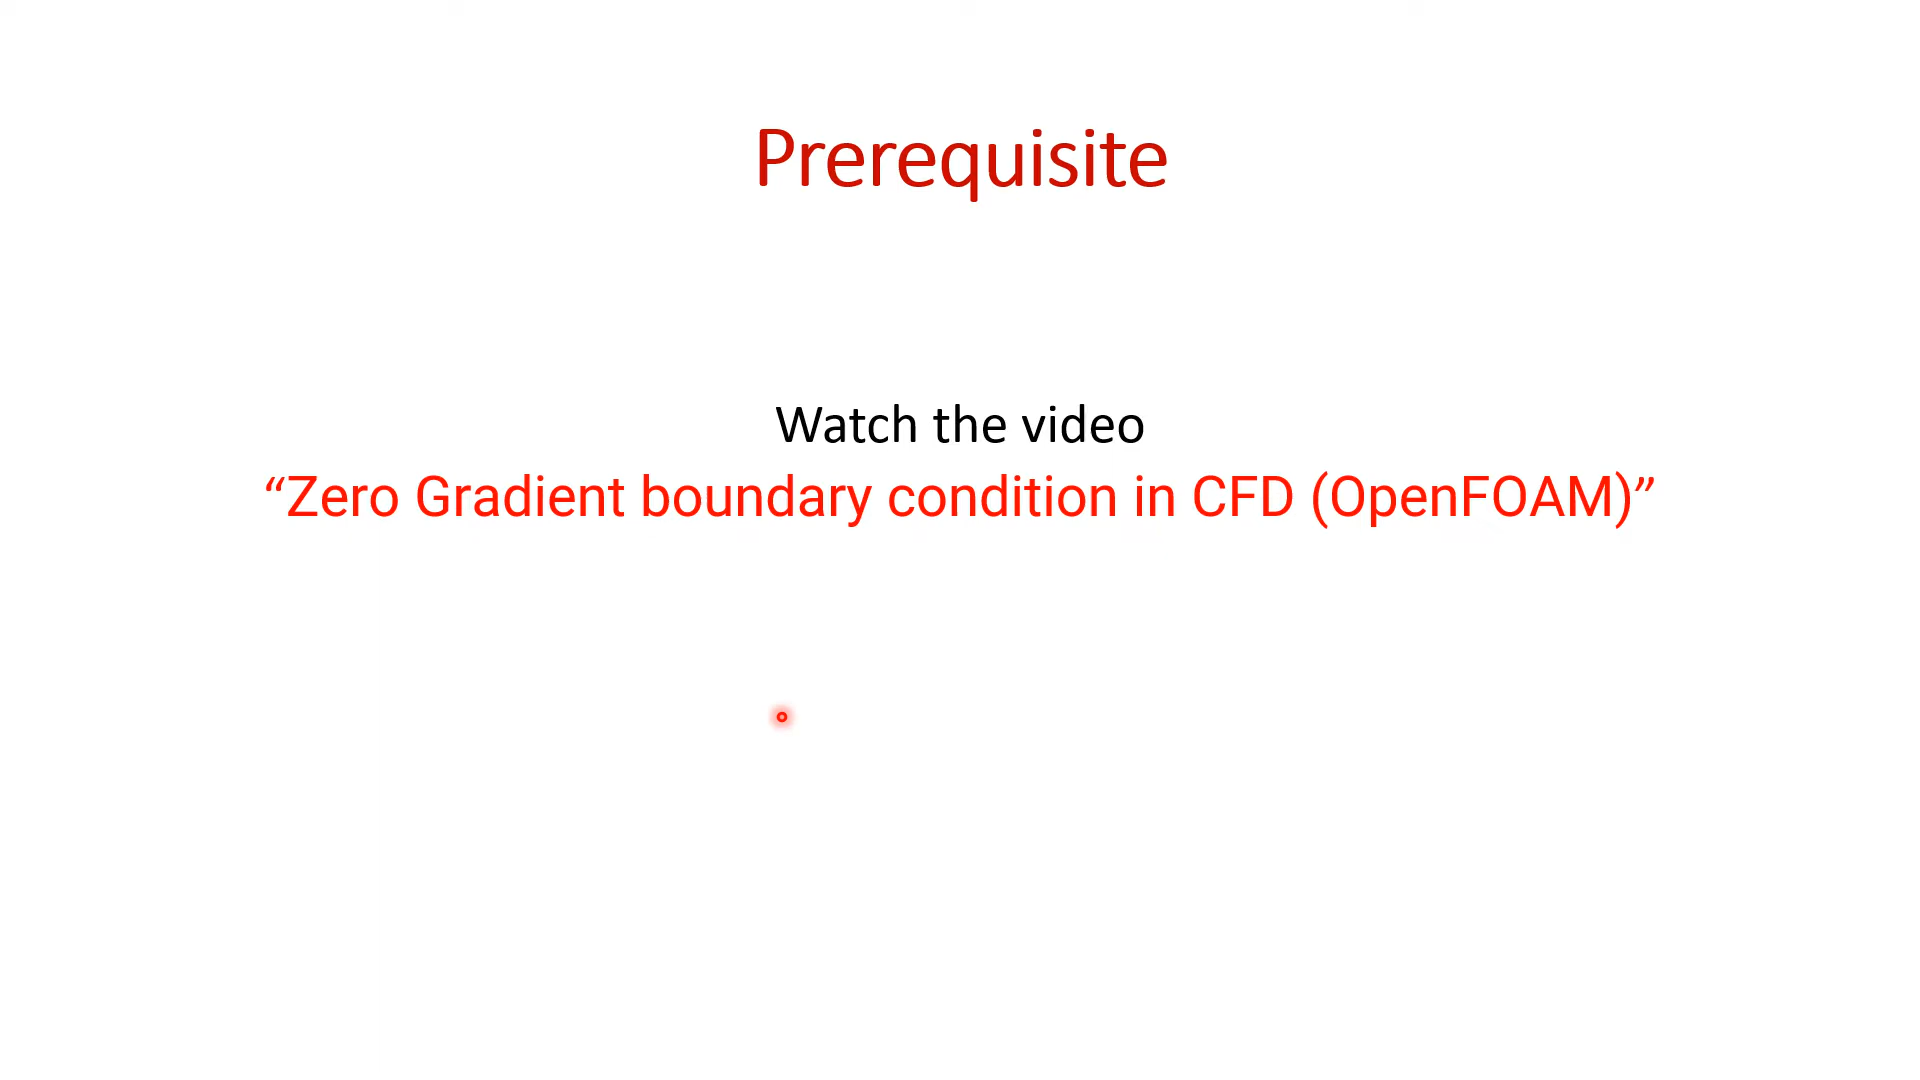 Prerequisite
Watch the video
“Zero Gradient boundary condition in CFD (OpenFOAM)”